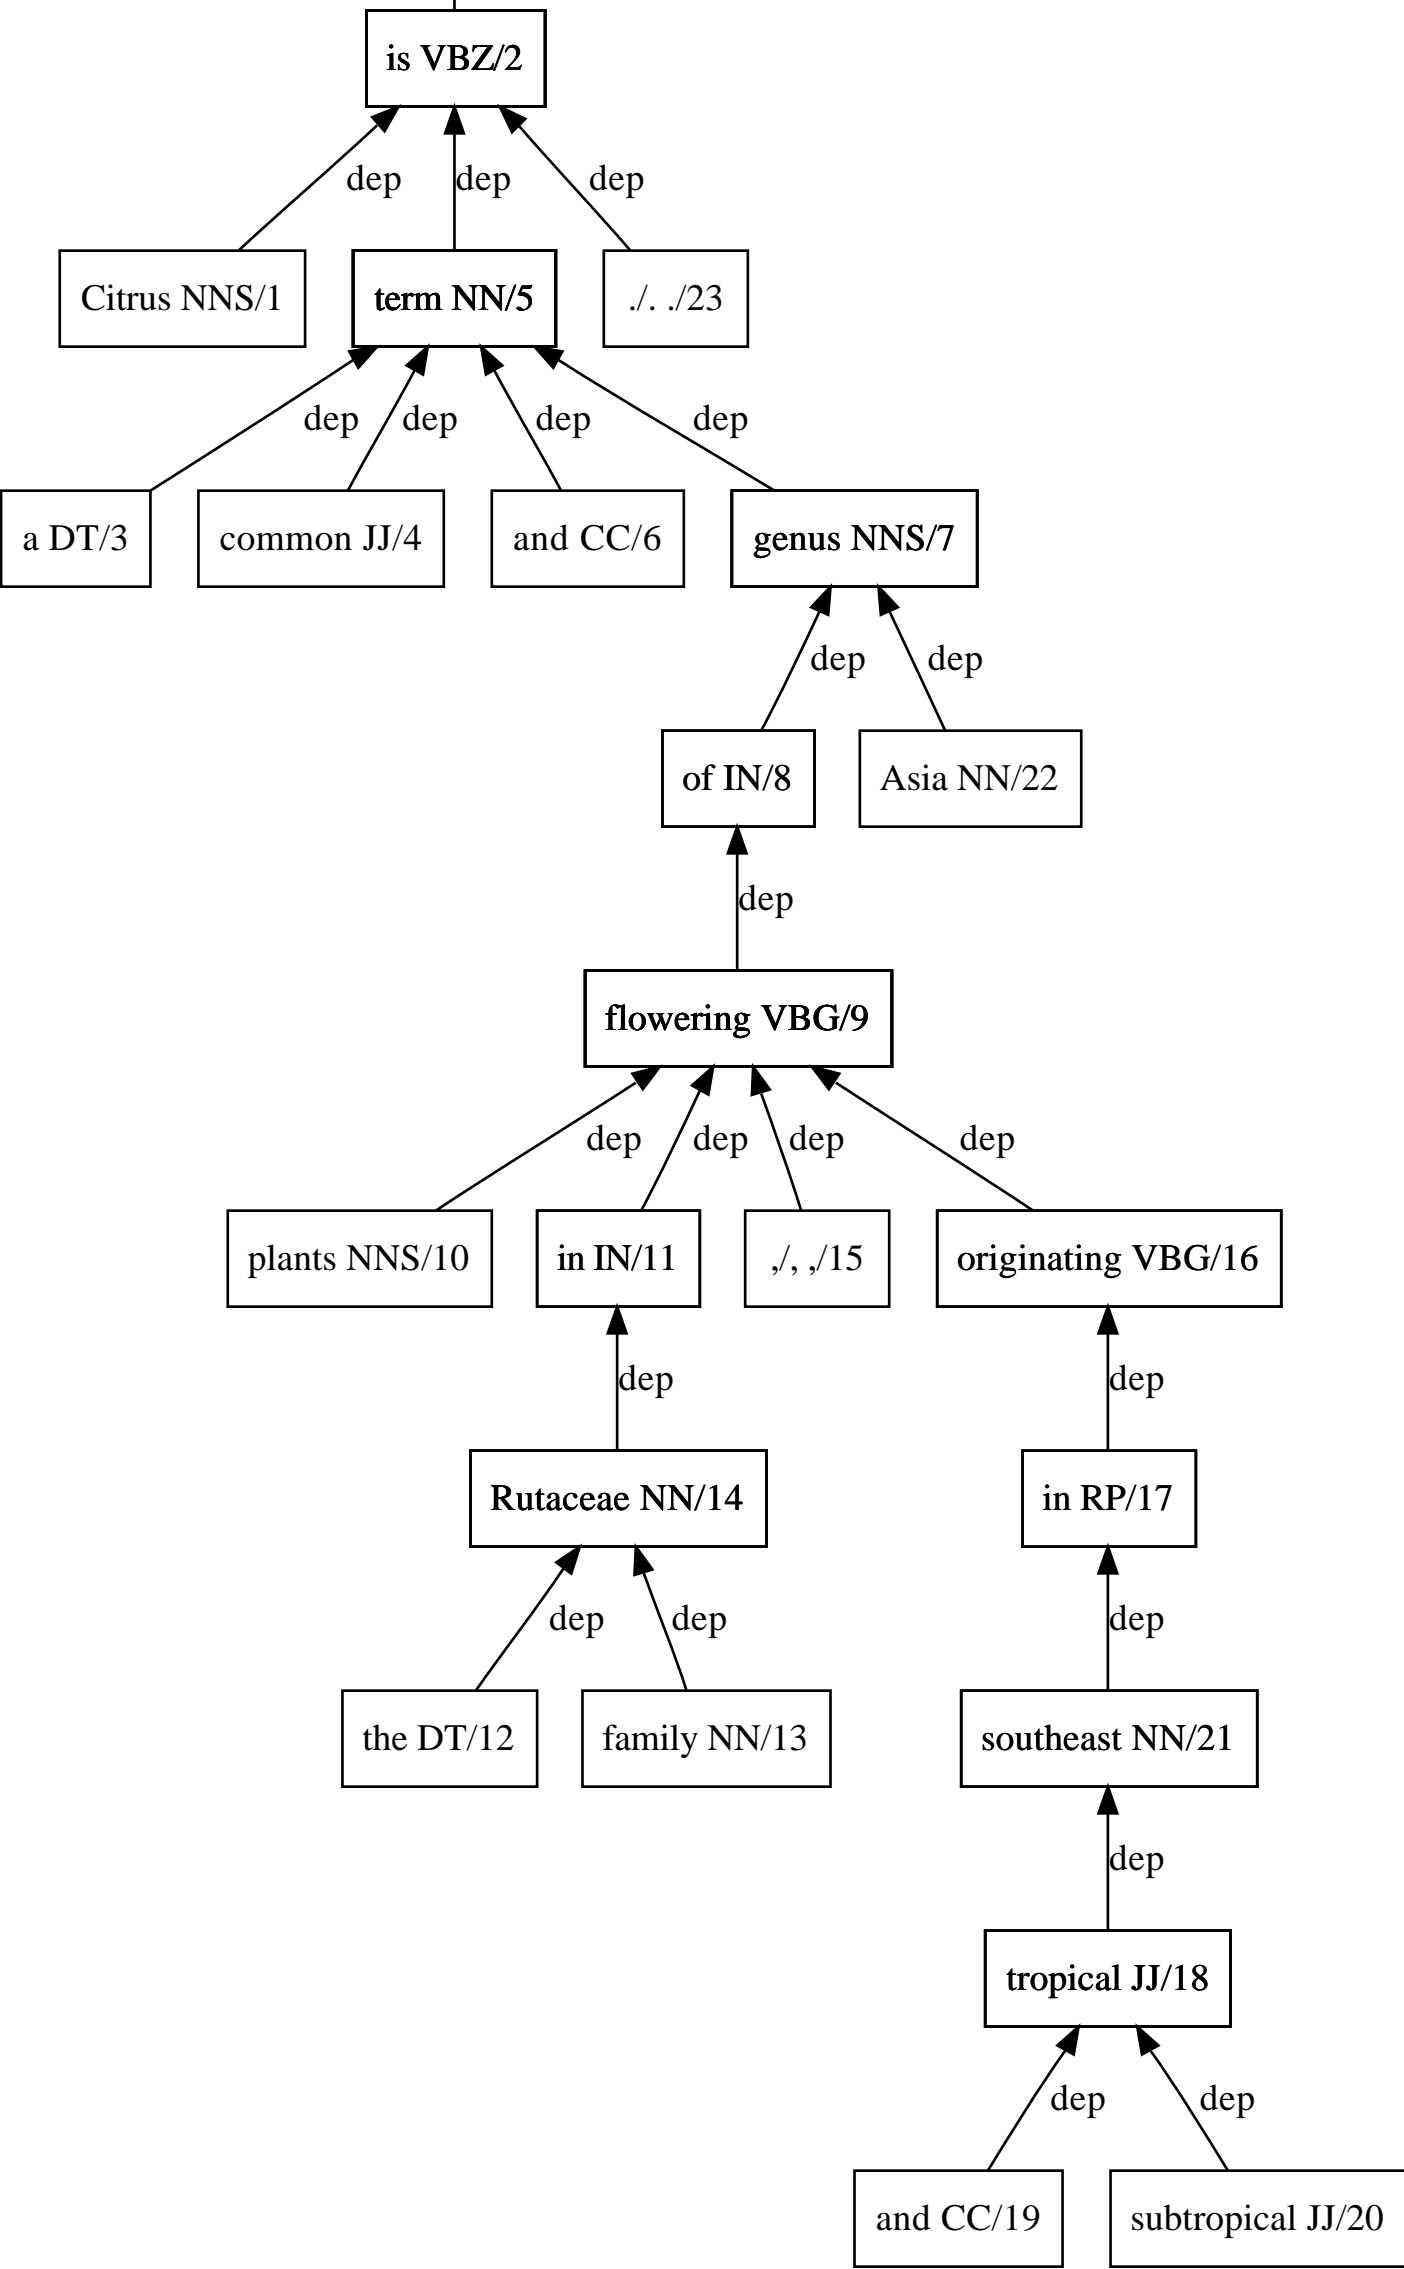 is VBZ/2
dep dep dep
Citrus NNS/1 term NN/5 ./. ./23
dep dep dep dep
a DT/3 common JJ/4 and CC/6 genus NNS/7
dep dep
of IN/8 Asia NN/22
dep
flowering VBG/9
dep dep dep dep
plants NNS/10 in IN/11 ,/, ,/15 originating VBG/16
dep dep
Rutaceae NN/14 in RP/17
dep dep dep
the DT/12 family NN/13 southeast NN/21
dep
tropical JJ/18
dep dep
and CC/19 subtropical JJ/20